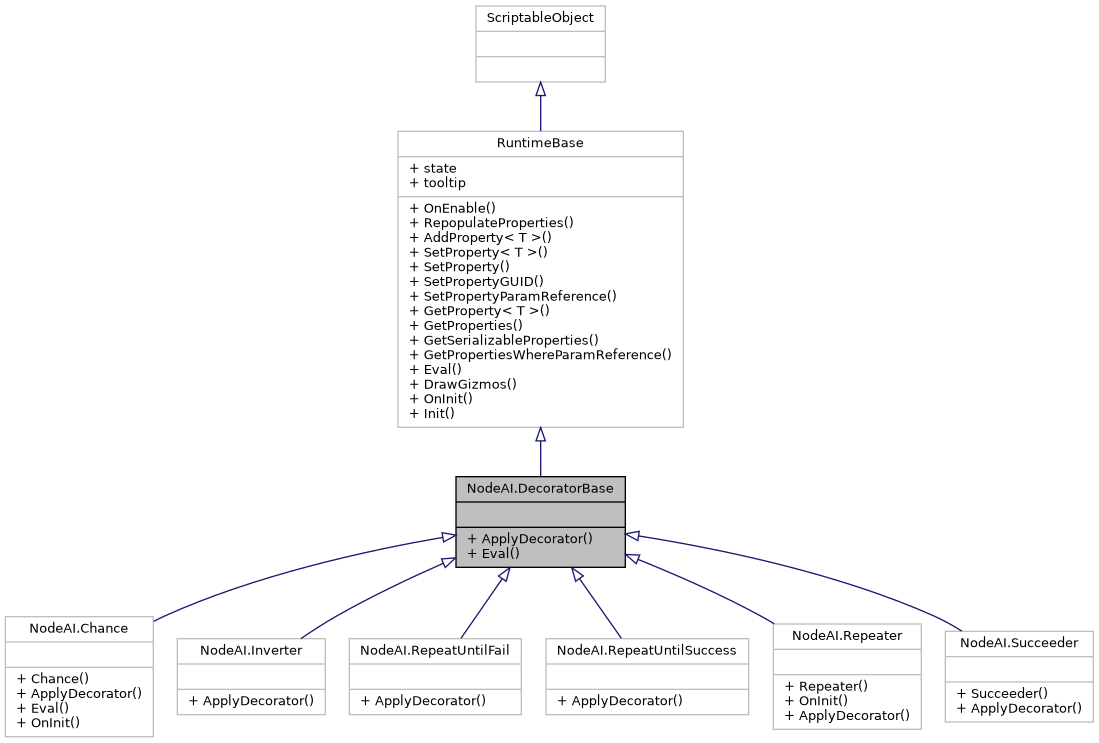 ScriptableObject
RuntimeBase
+ state
+ tooltip
+ OnEnable()
+ RepopulateProperties()
+ AddProperty< T >()
+ SetProperty< T >()
+ SetProperty()
+ SetPropertyGUID()
+ SetPropertyParamReference()
+ GetProperty< T >()
+ GetProperties()
+ GetSerializableProperties()
+ GetPropertiesWhereParamReference()
+ Eval()
+ DrawGizmos()
+ OnInit()
+ Init()
NodeAI.DecoratorBase
+ ApplyDecorator()
+ Eval()
NodeAI.Chance
+ Chance()
+ ApplyDecorator()
+ Eval()
+ OnInit()
NodeAI.Inverter
+ ApplyDecorator()
NodeAI.RepeatUntilFail
+ ApplyDecorator()
NodeAI.RepeatUntilSuccess
+ ApplyDecorator()
NodeAI.Repeater
+ Repeater()
+ OnInit()
+ ApplyDecorator()
NodeAI.Succeeder
+ Succeeder()
+ ApplyDecorator()